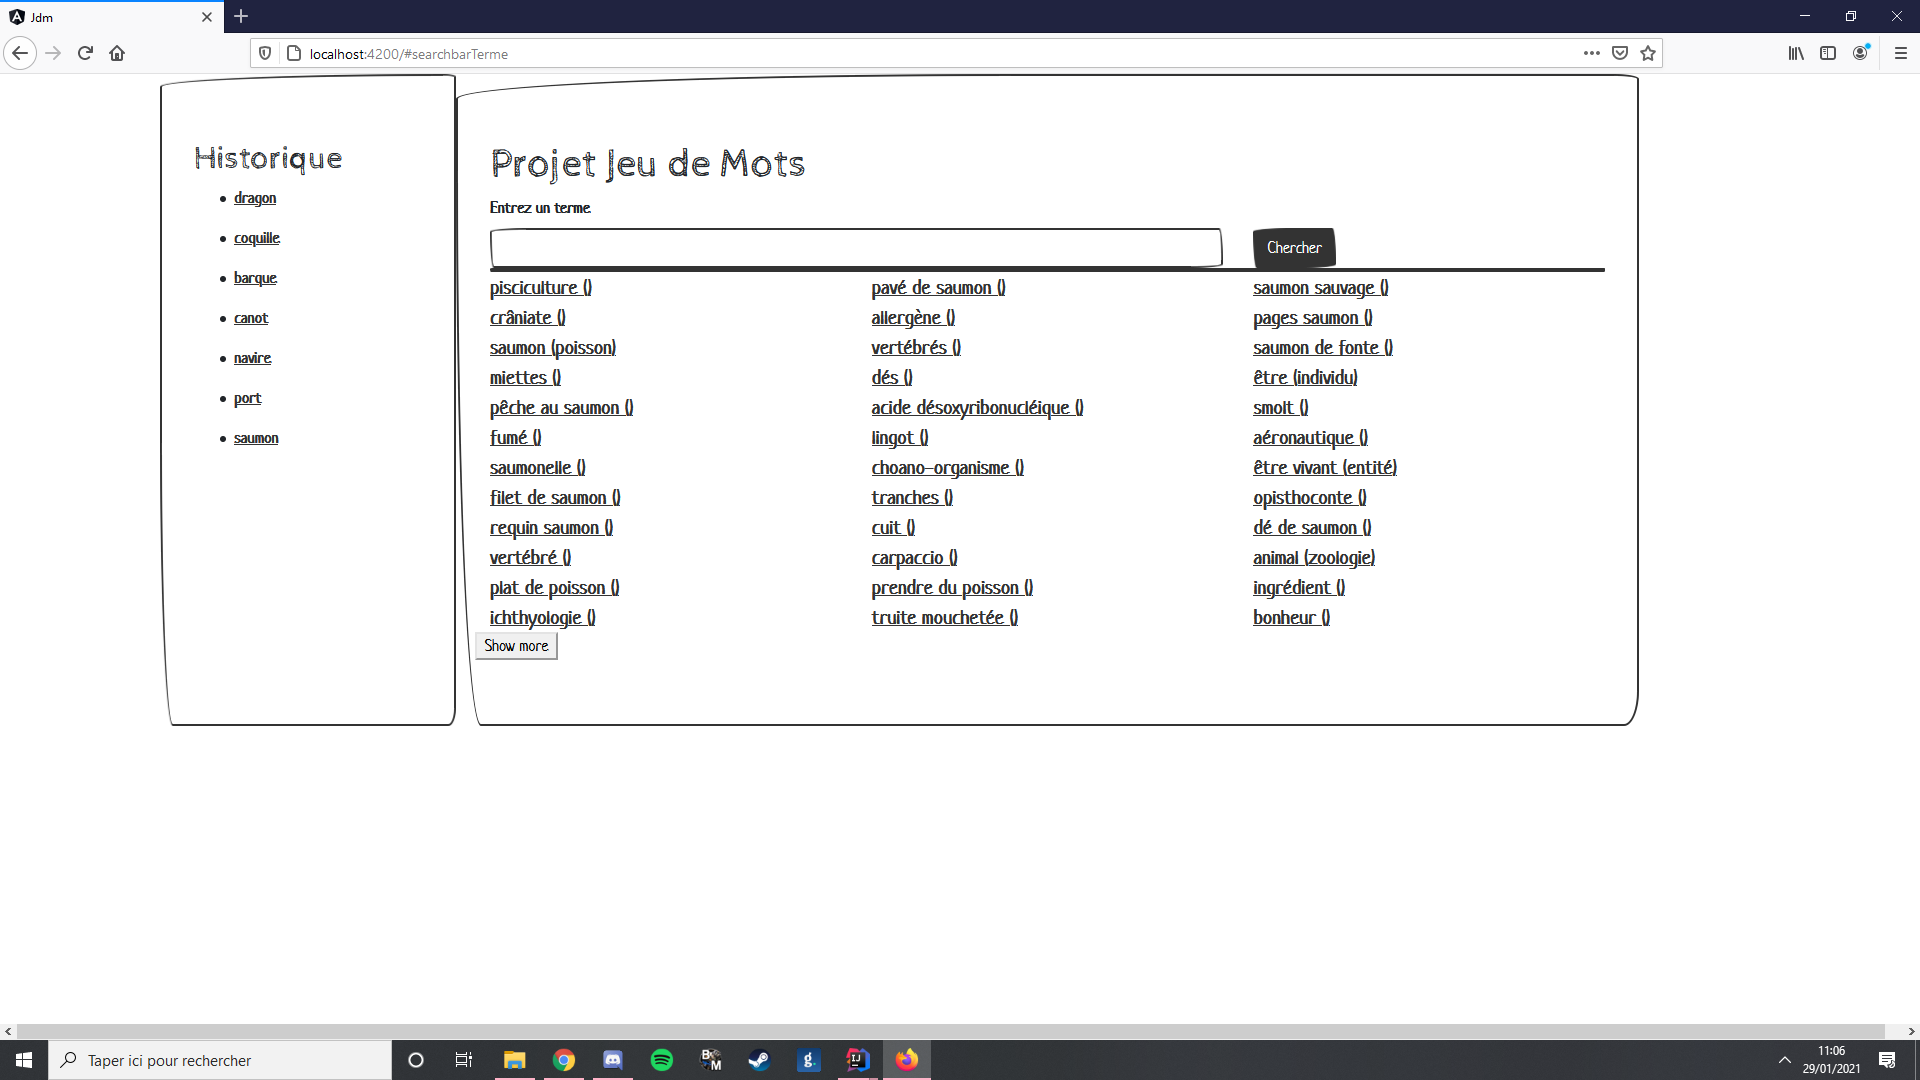 Jdm
localhost:4200/#searchbarTerme
Historique
dragon
coquille
barque
canot
navire
port
saumon
Projet Jeu de Mots
Entrez un terme
Chercher
pisciculture () pavé de saumon () saumon sauvage ()
crâniate () allergène () pages saumon ()
saumon (poisson) vertébrés () saumon de fonte ()
miettes () dés () être (individu)
pêche au saumon () acide désoxyribonucléique () smolt ()
fumé () lingot () aéronautique ()
saumonelle () choano-organisme () être vivant (entité)
filet de saumon () tranches () opisthoconte ()
requin saumon () cuit () dé de saumon ()
vertébré () carpaccio () animal (zoologie)
plat de poisson () prendre du poisson () ingrédient ()
ichthyologie () truite mouchetée () bonheur ()
Show more
Taper ici pour rechercher
11:06
29/01/2021